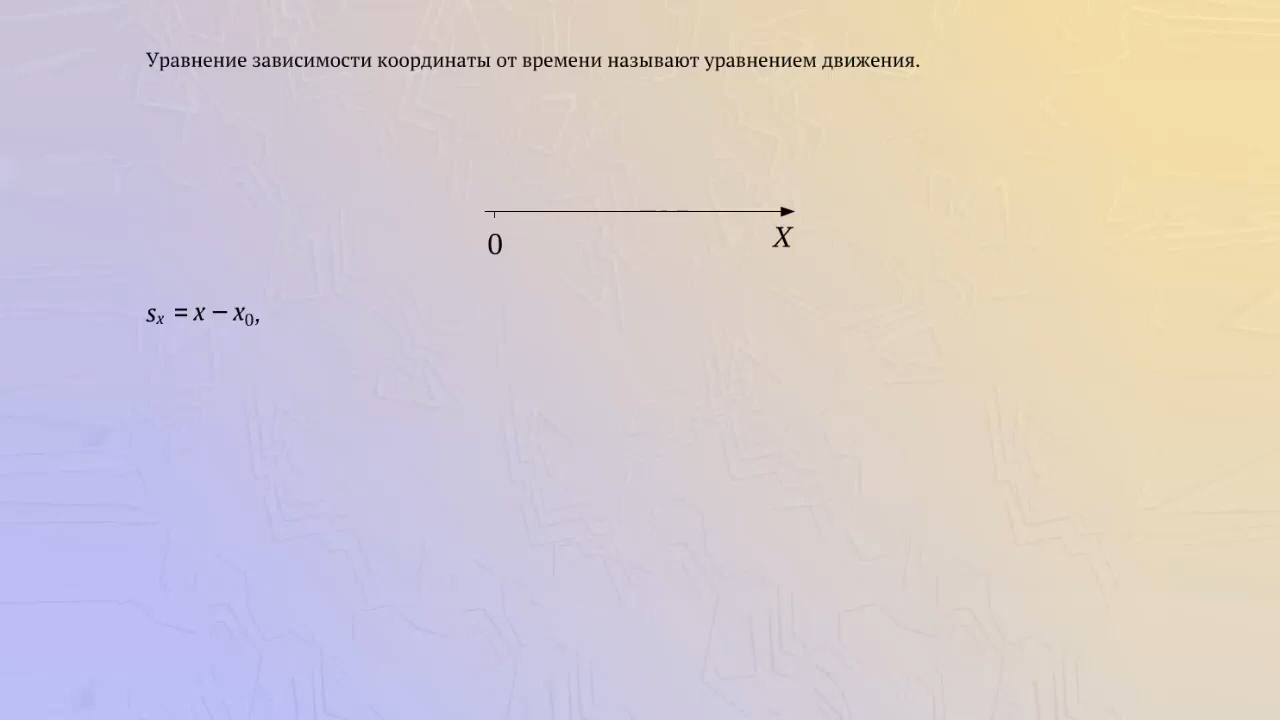 Уравнение зависимости координаты от времени называют уравнением движения.
0 X
sₓ = x − x₀,